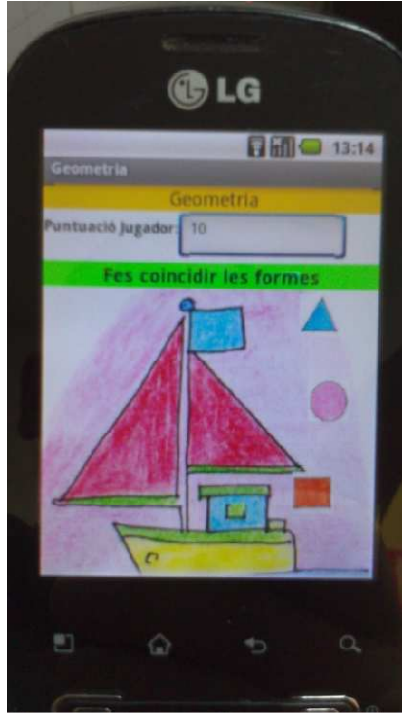 LG
13:14
Geometria
Geometria
Puntuació Jugador: 10
Fes coincidir les formes